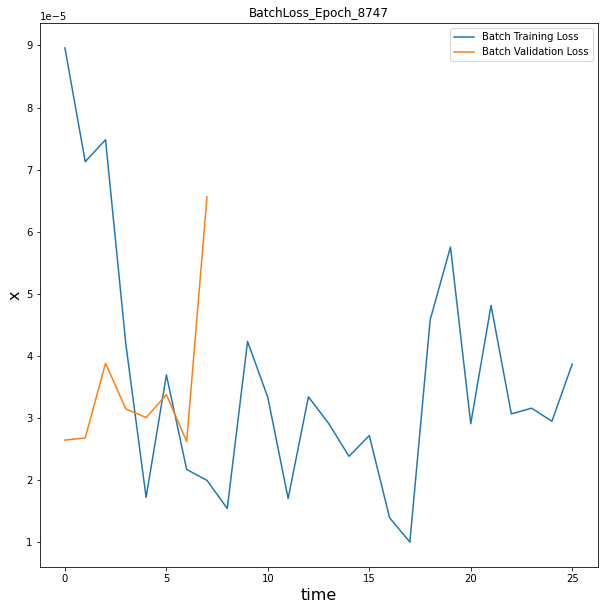 BatchLoss_Epoch_8747
1e−5
Batch Training Loss
Batch Validation Loss
9
8
7
6
5
4
3
2
1
x
0 5 10 15 20 25
time